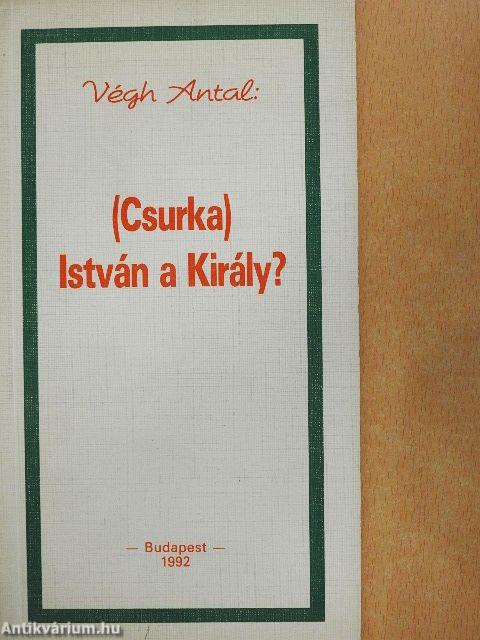 Végh Antal:
(Csurka)
István a Király?
— Budapest —
1992
Antikvárium.hu